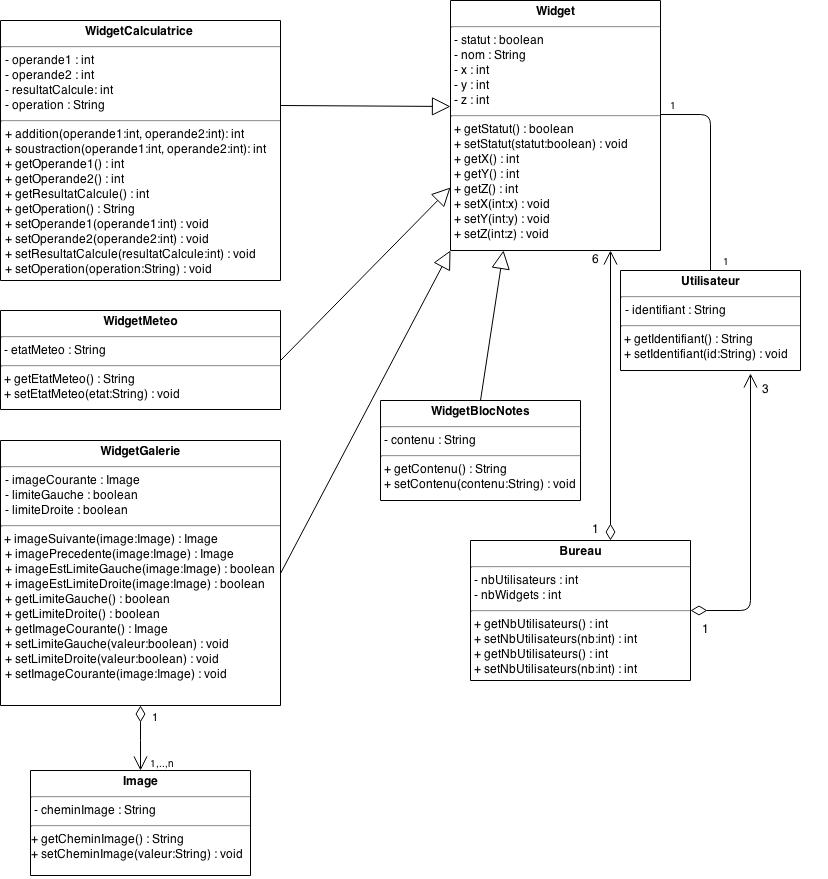 WidgetCalculatrice
- operande1 : int
- operande2 : int
- resultatCalcule: int
- operation : String
+ addition(operande1:int, operande2:int): int
+ soustraction(operande1:int, operande2:int): int
+ getOperande1() : int
+ getOperande2() : int
+ getResultatCalcule() : int
+ getOperation() : String
+ setOperande1(operande1:int) : void
+ setOperande2(operande2:int) : void
+ setResultatCalcule(resultatCalcule:int) : void
+ setOperation(operation:String) : void
Widget
- statut : boolean
- nom : String
- x : int
- y : int
- z : int
+ getStatut() : boolean
+ setStatut(statut:boolean) : void
+ getX() : int
+ getY() : int
+ getZ() : int
+ setX(int:x) : void
+ setY(int:y) : void
+ setZ(int:z) : void
1
1
6
Utilisateur
- identifiant : String
+ getIdentifiant() : String
+ setIdentifiant(id:String) : void
3
WidgetMeteo
- etatMeteo : String
+ getEtatMeteo() : String
+ setEtatMeteo(etat:String) : void
WidgetBlocNotes
- contenu : String
+ getContenu() : String
+ setContenu(contenu:String) : void
WidgetGalerie
- imageCourante : Image
- limiteGauche : boolean
- limiteDroite : boolean
+ imageSuivante(image:Image) : Image
+ imagePrecedente(image:Image) : Image
+ imageEstLimiteGauche(image:Image) : boolean
+ imageEstLimiteDroite(image:Image) : boolean
+ getLimiteGauche() : boolean
+ getLimiteDroite() : boolean
+ getImageCourante() : Image
+ setLimiteGauche(valeur:boolean) : void
+ setLimiteDroite(valeur:boolean) : void
+ setImageCourante(image:Image) : void
1
Bureau
- nbUtilisateurs : int
- nbWidgets : int
+ getNbUtilisateurs() : int
+ setNbUtilisateurs(nb:int) : int
+ getNbUtilisateurs() : int
+ setNbUtilisateurs(nb:int) : int
1
1
1,..,n
Image
- cheminImage : String
+ getCheminImage() : String
+ setCheminImage(valeur:String) : void